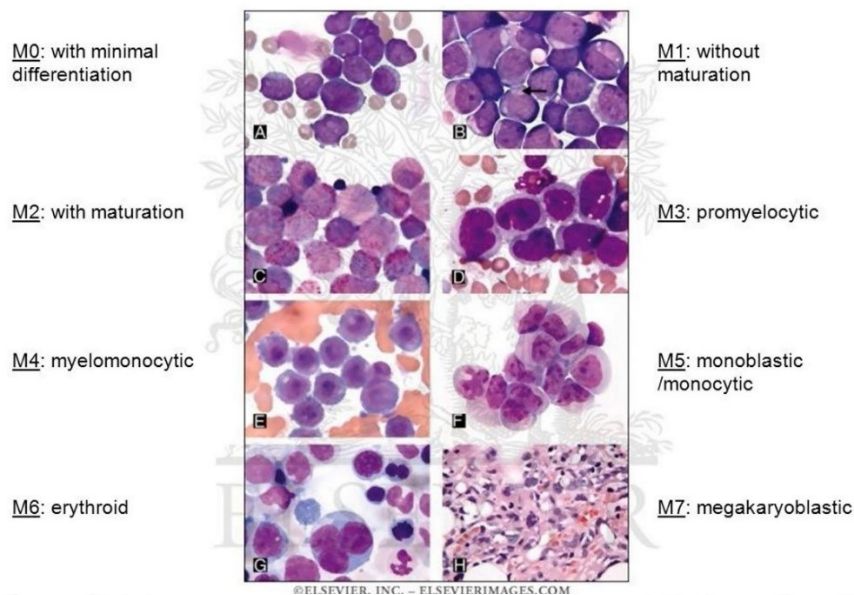 M0: with minimal
differentiation
A
B
M1: without
maturation
M2: with maturation
C
D
M3: promyelocytic
M4: myelomonocytic
E
F
M5: monoblastic
/monocytic
M6: erythroid
G
H
M7: megakaryoblastic
ELSEVIER
©ELSEVIER, INC. – ELSEVIERIMAGES.COM